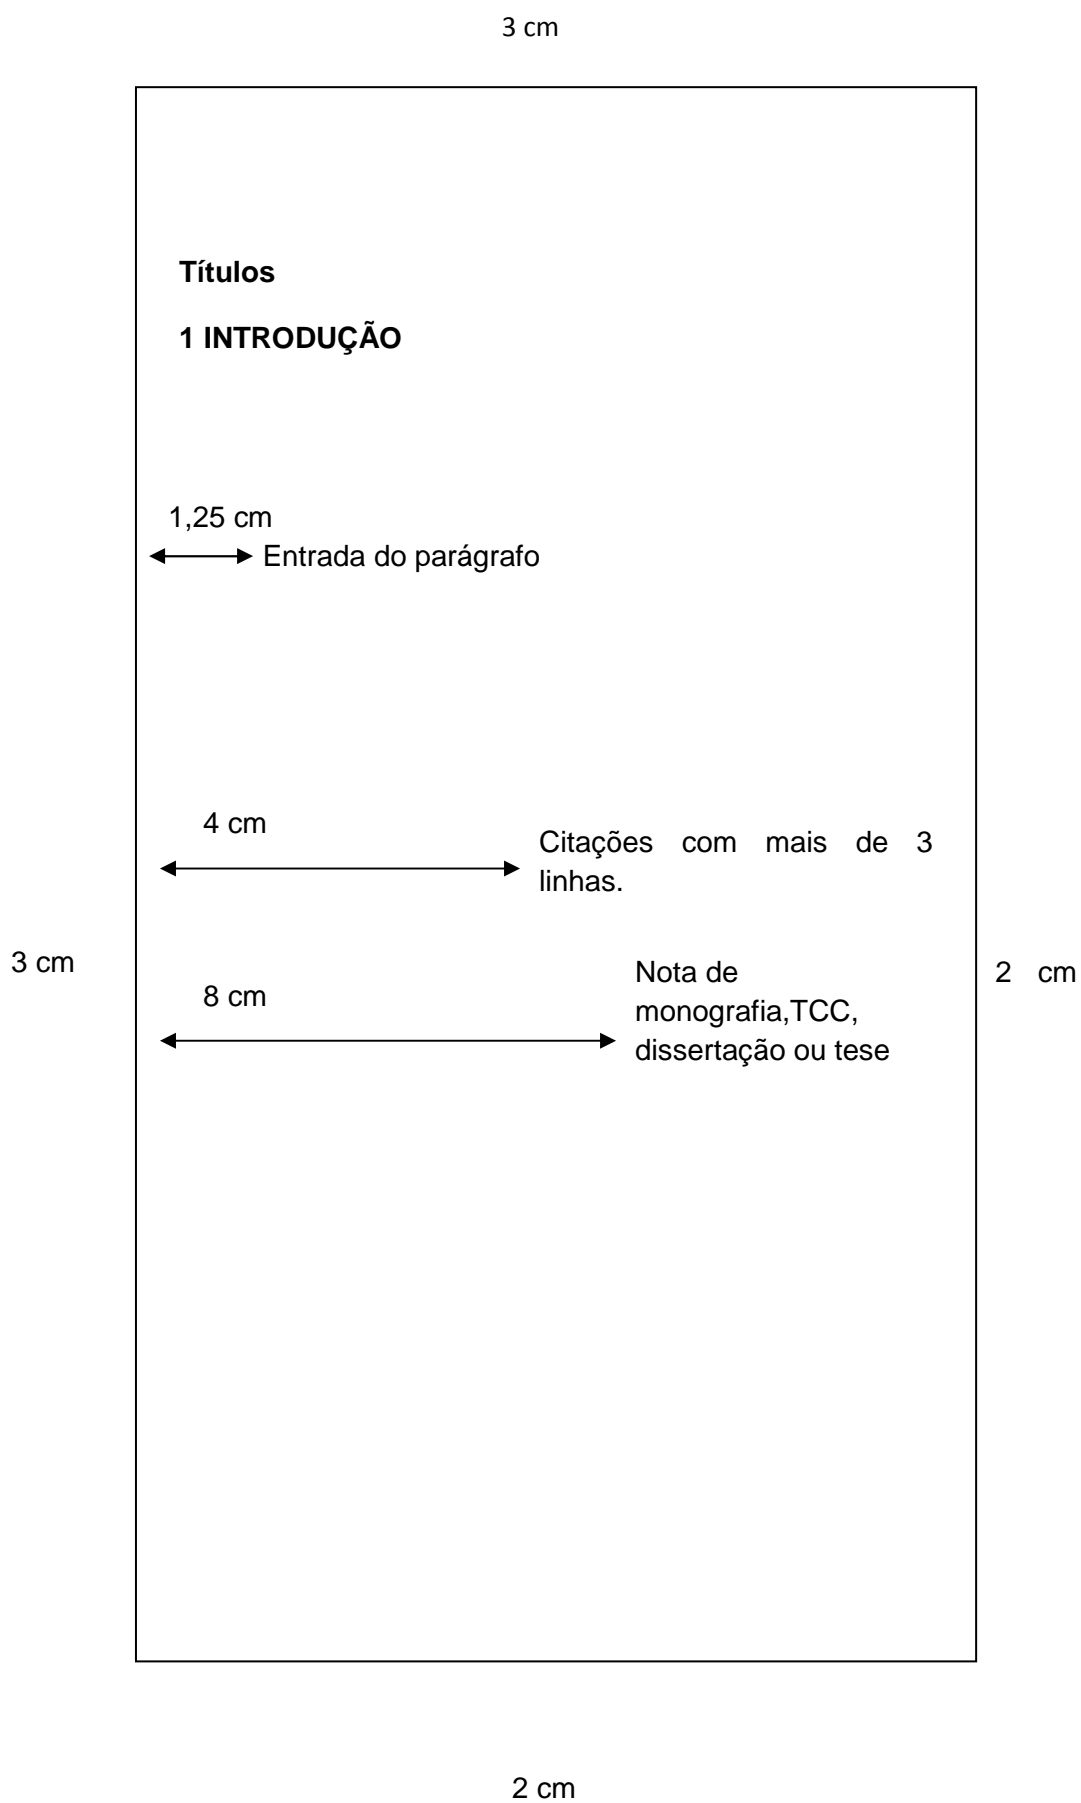 3 cm
Títulos
1 INTRODUÇÃO
1,25 cm
Entrada do parágrafo
4 cm
Citações com mais de 3
linhas.
3 cm
8 cm
Nota de
monografia,TCC,
dissertação ou tese
2 cm
2 cm